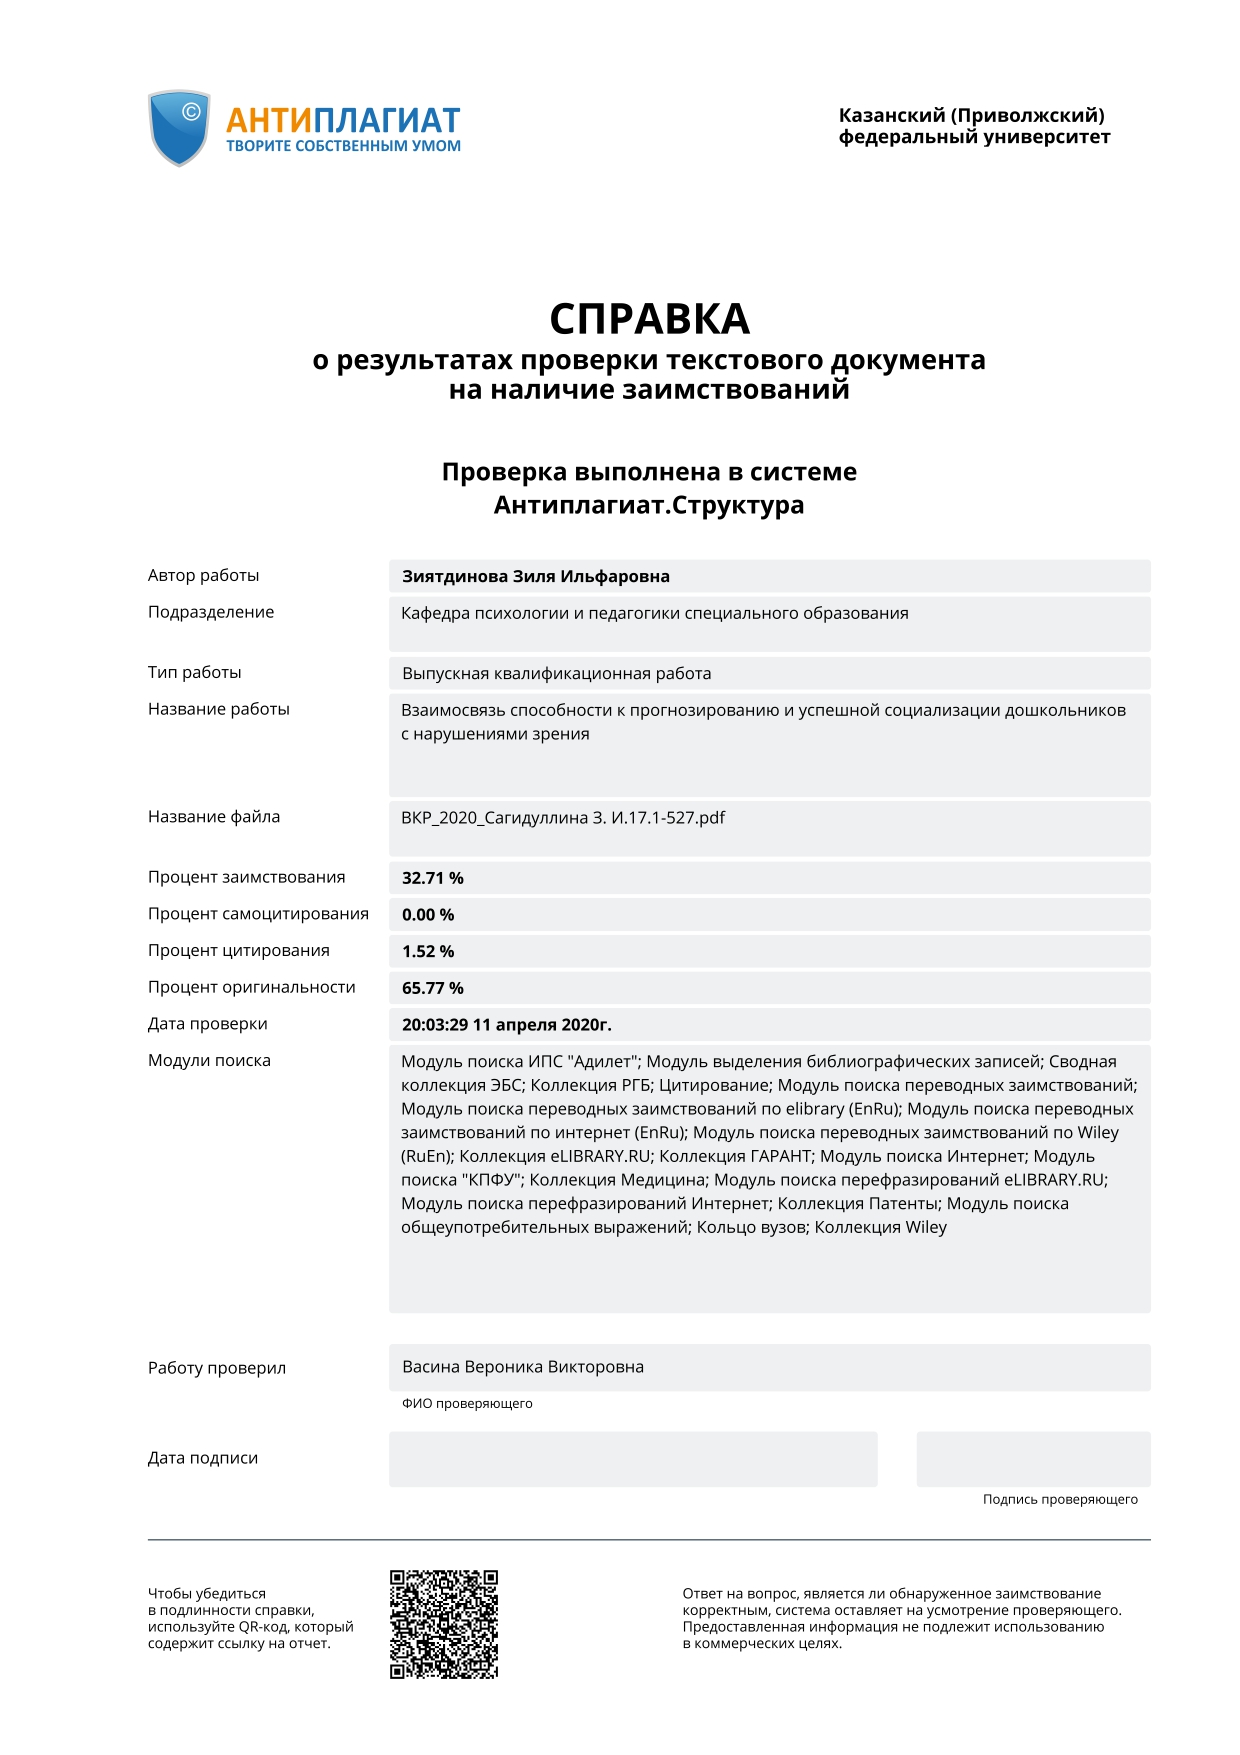 ©
АНТИПЛАГИАТ
ТВОРИТЕ СОБСТВЕННЫМ УМОМ
Казанский (Приволжский)
федеральный университет
СПРАВКА
о результатах проверки текстового документа
на наличие заимствований
Проверка выполнена в системе
Антиплагиат.Структура
Автор работы
Зиятдинова Зиля Ильфаровна
Подразделение
Кафедра психологии и педагогики специального образования
Тип работы
Выпускная квалификационная работа
Название работы
Взаимосвязь способности к прогнозированию и успешной социализации дошкольников
с нарушениями зрения
Название файла
ВКР_2020_Сагидуллина З. И.17.1-527.pdf
Процент заимствования
32.71 %
Процент самоцитирования
0.00 %
Процент цитирования
1.52 %
Процент оригинальности
65.77 %
Дата проверки
20:03:29 11 апреля 2020г.
Модули поиска
Модуль поиска ИПС "Адилет"; Модуль выделения библиографических записей; Сводная
коллекция ЭБС; Коллекция РГБ; Цитирование; Модуль поиска переводных заимствований;
Модуль поиска переводных заимствований по elibrary (EnRu); Модуль поиска переводных
заимствований по интернет (EnRu); Модуль поиска переводных заимствований по Wiley
(RuEn); Коллекция eLIBRARY.RU; Коллекция ГАРАНТ; Модуль поиска Интернет; Модуль
поиска "КПФУ"; Коллекция Медицина; Модуль поиска перефразирований eLIBRARY.RU;
Модуль поиска перефразирований Интернет; Коллекция Патенты; Модуль поиска
общеупотребительных выражений; Кольцо вузов; Коллекция Wiley
Работу проверил
Васина Вероника Викторовна
ФИО проверяющего
Дата подписи
Подпись проверяющего
Чтобы убедиться
в подлинности справки,
используйте QR-код, который
содержит ссылку на отчет.
Ответ на вопрос, является ли обнаруженное заимствование
корректным, система оставляет на усмотрение проверяющего.
Предоставленная информация не подлежит использованию
в коммерческих целях.